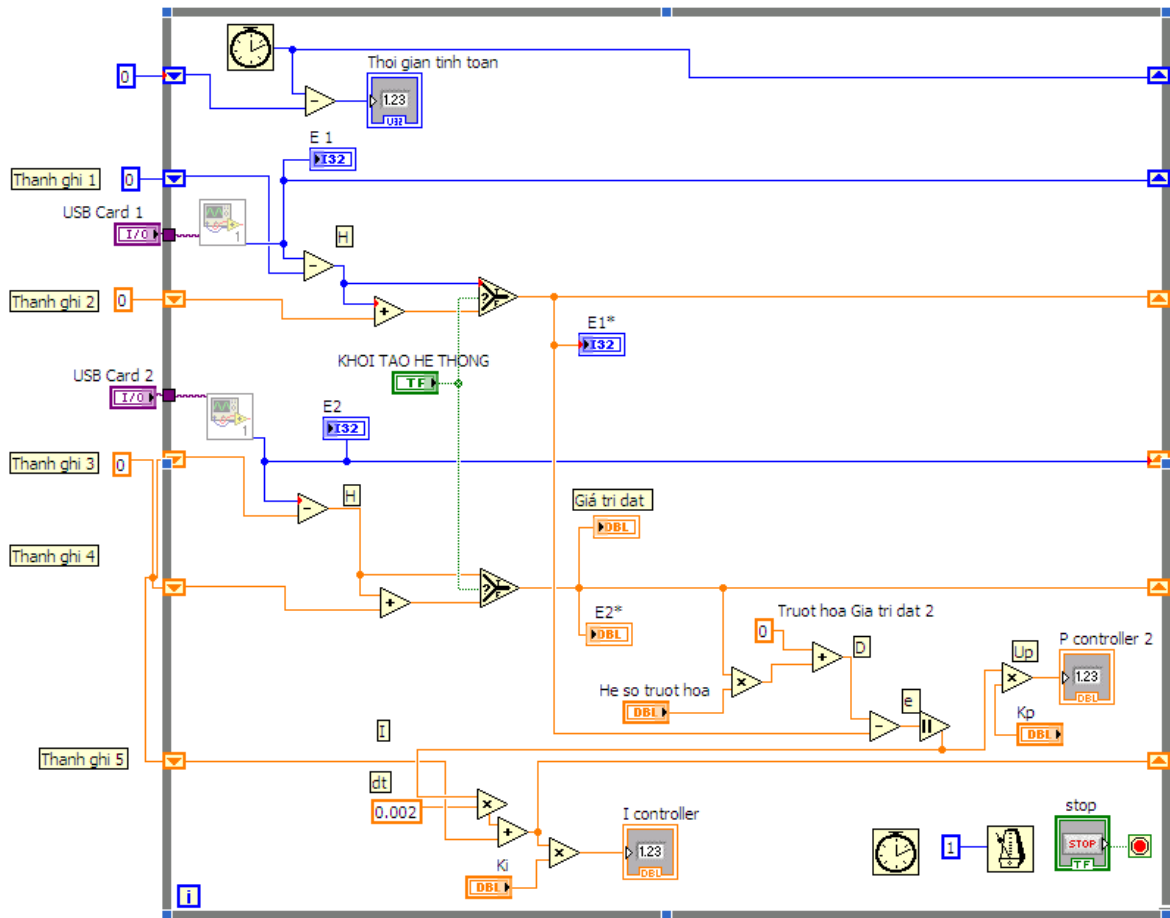 Thoi gian tinh toan
0
1.23
U32
E 1
I32
Thanh ghi 1
0
USB Card 1
I/O
1
H
Thanh ghi 2
0
?
T
F
E1*
I32
KHOI TAO HE THONG
TF
USB Card 2
I/O
1
E2
I32
Thanh ghi 3
0
H
Giá tri dat
DBL
Thanh ghi 4
?
T
F
E2*
DBL
Truot hoa Gia tri dat 2
0
D
P controller 2
Up
1.23
DBL
He so truot hoa
DBL
e
Kp
DBL
I
Thanh ghi 5
dt
0.002
I controller
1.23
DBL
stop
STOP
TF
1
Ki
DBL
i